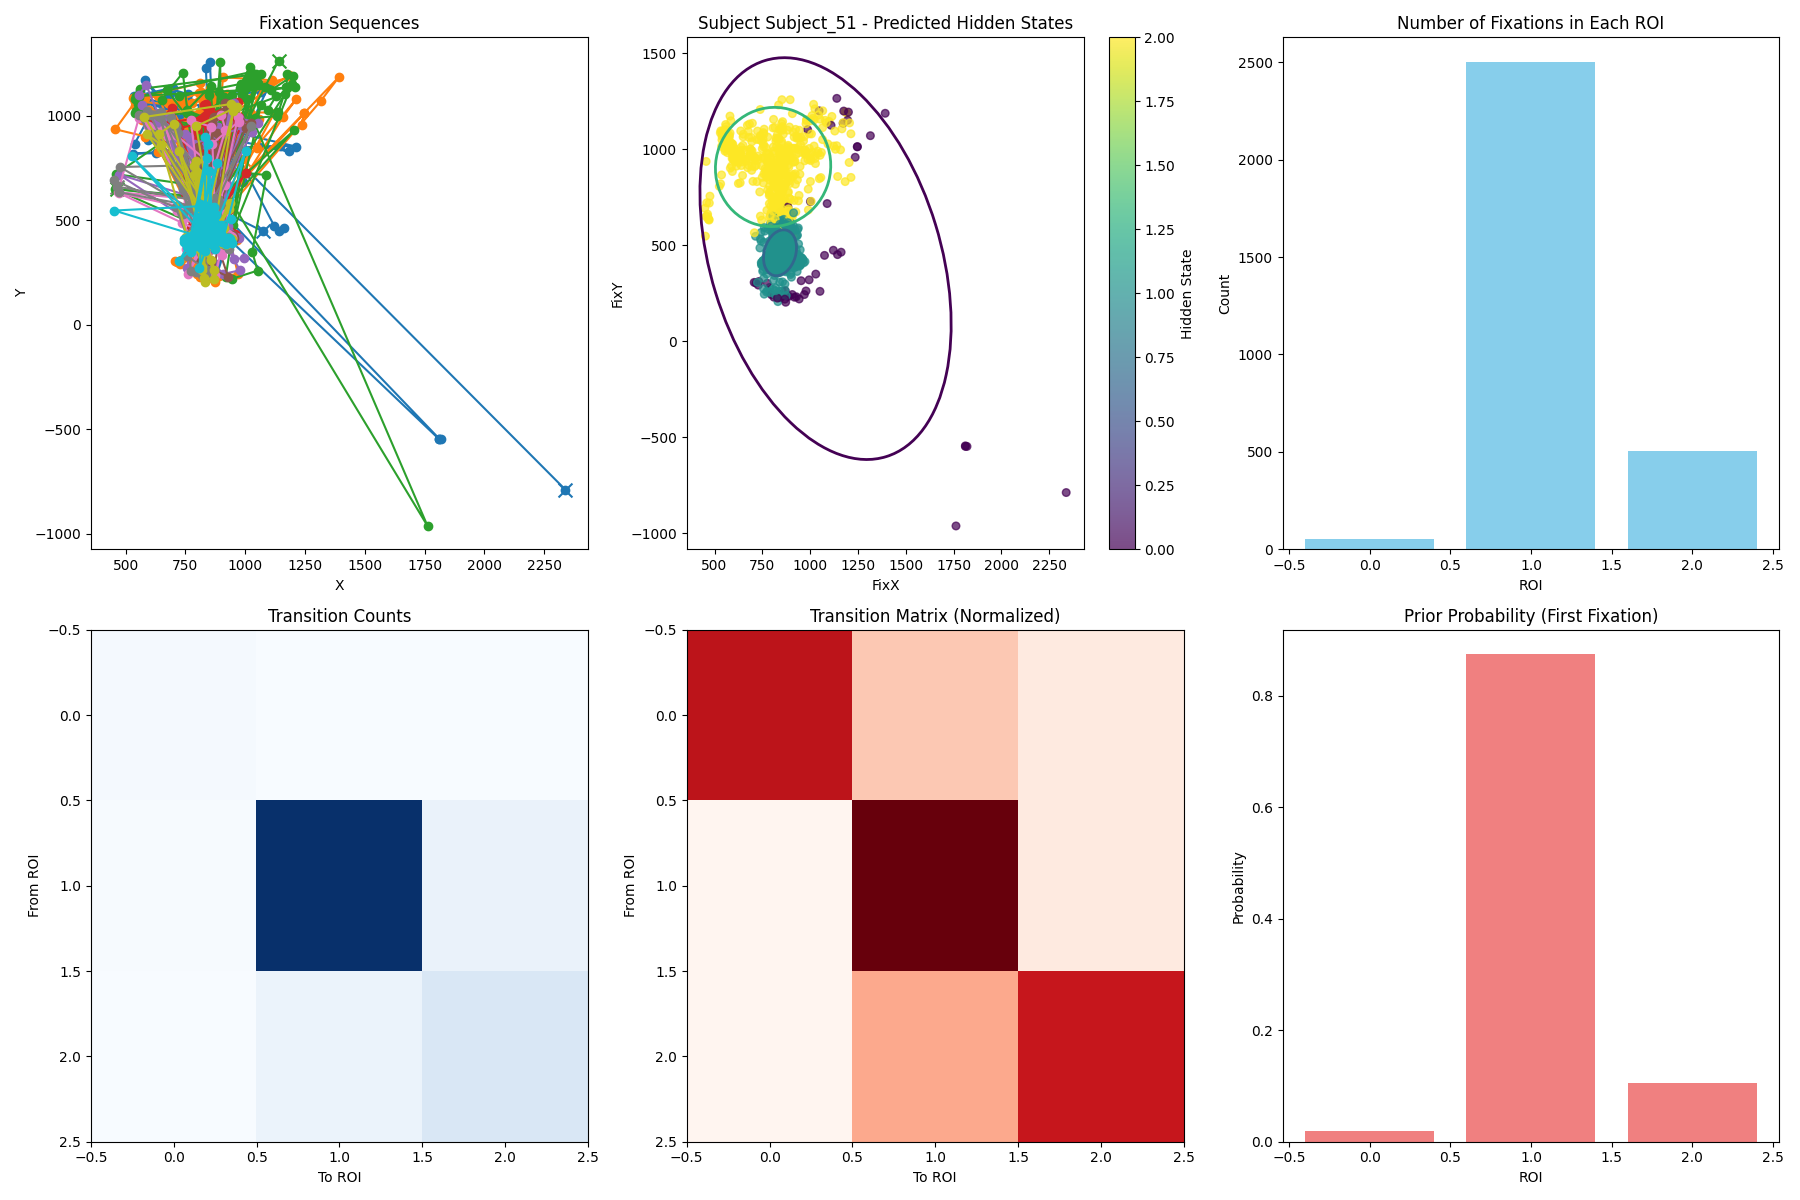 Fixation Sequences
Y
1000
500
0
−500
−1000
500 750 1000 1250 1500 1750 2000 2250
X
Subject Subject_51 - Predicted Hidden States
FixY
1500
1000
500
0
−500
−1000
500 750 1000 1250 1500 1750 2000 2250
FixX
2.00
1.75
1.50
1.25
1.00
0.75
0.50
0.25
0.00
Hidden State
Number of Fixations in Each ROI
Count
2500
2000
1500
1000
500
0
−0.5 0.0 0.5 1.0 1.5 2.0 2.5
ROI
Transition Counts
From ROI
−0.5
0.0
0.5
1.0
1.5
2.0
2.5
−0.5 0.0 0.5 1.0 1.5 2.0 2.5
To ROI
Transition Matrix (Normalized)
From ROI
−0.5
0.0
0.5
1.0
1.5
2.0
2.5
−0.5 0.0 0.5 1.0 1.5 2.0 2.5
To ROI
Prior Probability (First Fixation)
Probability
0.8
0.6
0.4
0.2
0.0
−0.5 0.0 0.5 1.0 1.5 2.0 2.5
ROI